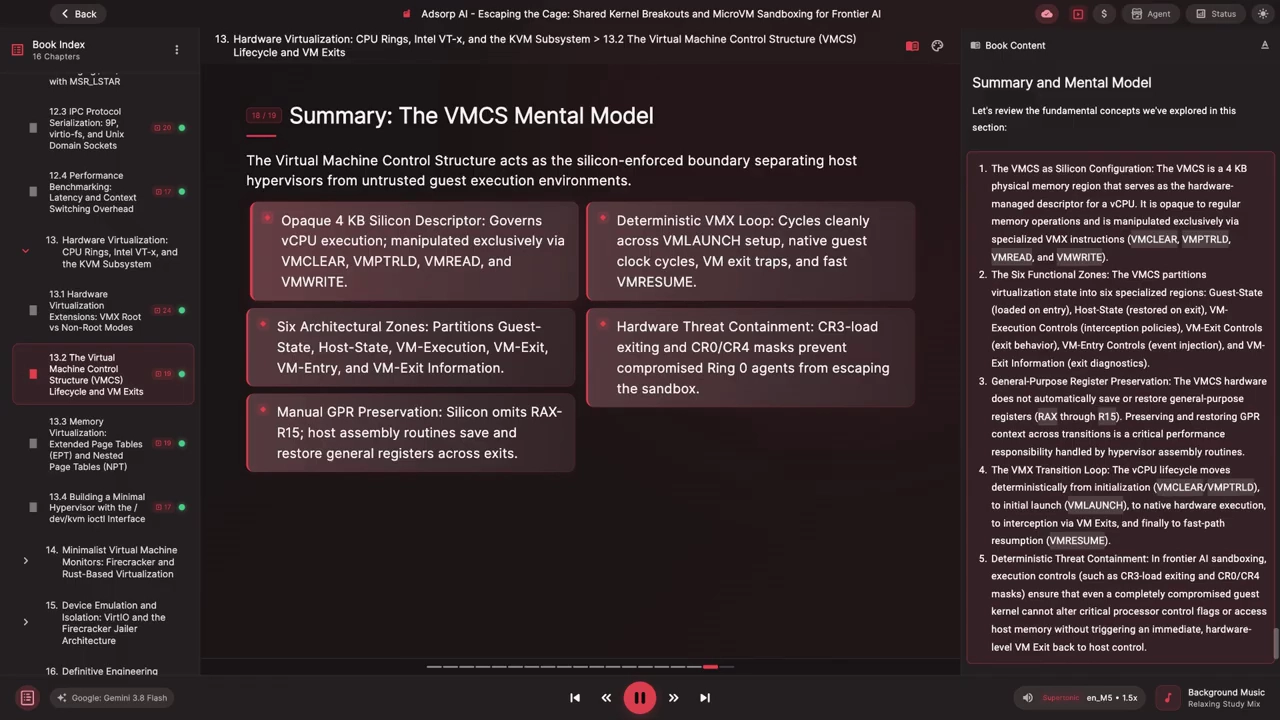 Back
Adsorp AI - Escaping the Cage: Shared Kernel Breakouts and MicroVM Sandboxing for Frontier AI
$
Agent
Status
Book Index
16 Chapters
with MSR_LSTAR
12.3 IPC Protocol
Serialization: 9P,
virtio-fs, and Unix
Domain Sockets
20
12.4 Performance
Benchmarking:
Latency and Context
Switching Overhead
17
13. Hardware Virtualization:
CPU Rings, Intel VT-x, and
the KVM Subsystem
13.1 Hardware
Virtualization
Extensions: VMX Root
vs Non-Root Modes
24
13.2 The Virtual
Machine Control
Structure (VMCS)
Lifecycle and VM Exits
19
13.3 Memory
Virtualization:
Extended Page Tables
(EPT) and Nested
Page Tables (NPT)
19
13.4 Building a Minimal
Hypervisor with the /
dev/kvm ioctl Interface
17
14. Minimalist Virtual Machine
Monitors: Firecracker and
Rust-Based Virtualization
15. Device Emulation and
Isolation: VirtIO and the
Firecracker Jailer
Architecture
16. Definitive Engineering
13. Hardware Virtualization: CPU Rings, Intel VT-x, and the KVM Subsystem > 13.2 The Virtual Machine Control Structure (VMCS)
Lifecycle and VM Exits
18 / 19
Summary: The VMCS Mental Model
The Virtual Machine Control Structure acts as the silicon-enforced boundary separating host
hypervisors from untrusted guest execution environments.
Opaque 4 KB Silicon Descriptor: Governs
vCPU execution; manipulated exclusively via
VMCLEAR, VMPTRLD, VMREAD, and
VMWRITE.
Deterministic VMX Loop: Cycles cleanly
across VMLAUNCH setup, native guest
clock cycles, VM exit traps, and fast
VMRESUME.
Six Architectural Zones: Partitions Guest-
State, Host-State, VM-Execution, VM-Exit,
VM-Entry, and VM-Exit Information.
Hardware Threat Containment: CR3-load
exiting and CR0/CR4 masks prevent
compromised Ring 0 agents from escaping
the sandbox.
Manual GPR Preservation: Silicon omits RAX-
R15; host assembly routines save and
restore general registers across exits.
Book Content
Summary and Mental Model
Let's review the fundamental concepts we've explored in this
section:
1. The VMCS as Silicon Configuration: The VMCS is a 4 KB
physical memory region that serves as the hardware-
managed descriptor for a vCPU. It is opaque to regular
memory operations and is manipulated exclusively via
specialized VMX instructions (VMCLEAR, VMPTRLD,
VMREAD, and VMWRITE).
2. The Six Functional Zones: The VMCS partitions
virtualization state into six specialized regions: Guest-State
(loaded on entry), Host-State (restored on exit), VM-
Execution Controls (interception policies), VM-Exit Controls
(exit behavior), VM-Entry Controls (event injection), and VM-
Exit Information (exit diagnostics).
3. General-Purpose Register Preservation: The VMCS hardware
does not automatically save or restore general-purpose
registers (RAX through R15). Preserving and restoring GPR
context across transitions is a critical performance
responsibility handled by hypervisor assembly routines.
4. The VMX Transition Loop: The vCPU lifecycle moves
deterministically from initialization (VMCLEAR/VMPTRLD),
to initial launch (VMLAUNCH), to native hardware execution,
to interception via VM Exits, and finally to fast-path
resumption (VMRESUME).
5. Deterministic Threat Containment: In frontier AI sandboxing,
execution controls (such as CR3-load exiting and CR0/CR4
masks) ensure that even a completely compromised guest
kernel cannot alter critical processor control flags or access
host memory without triggering an immediate, hardware-
level VM Exit back to host control.
Google: Gemini 3.8 Flash
Supertonic en_M5 • 1.5x
Background Music
Relaxing Study Mix